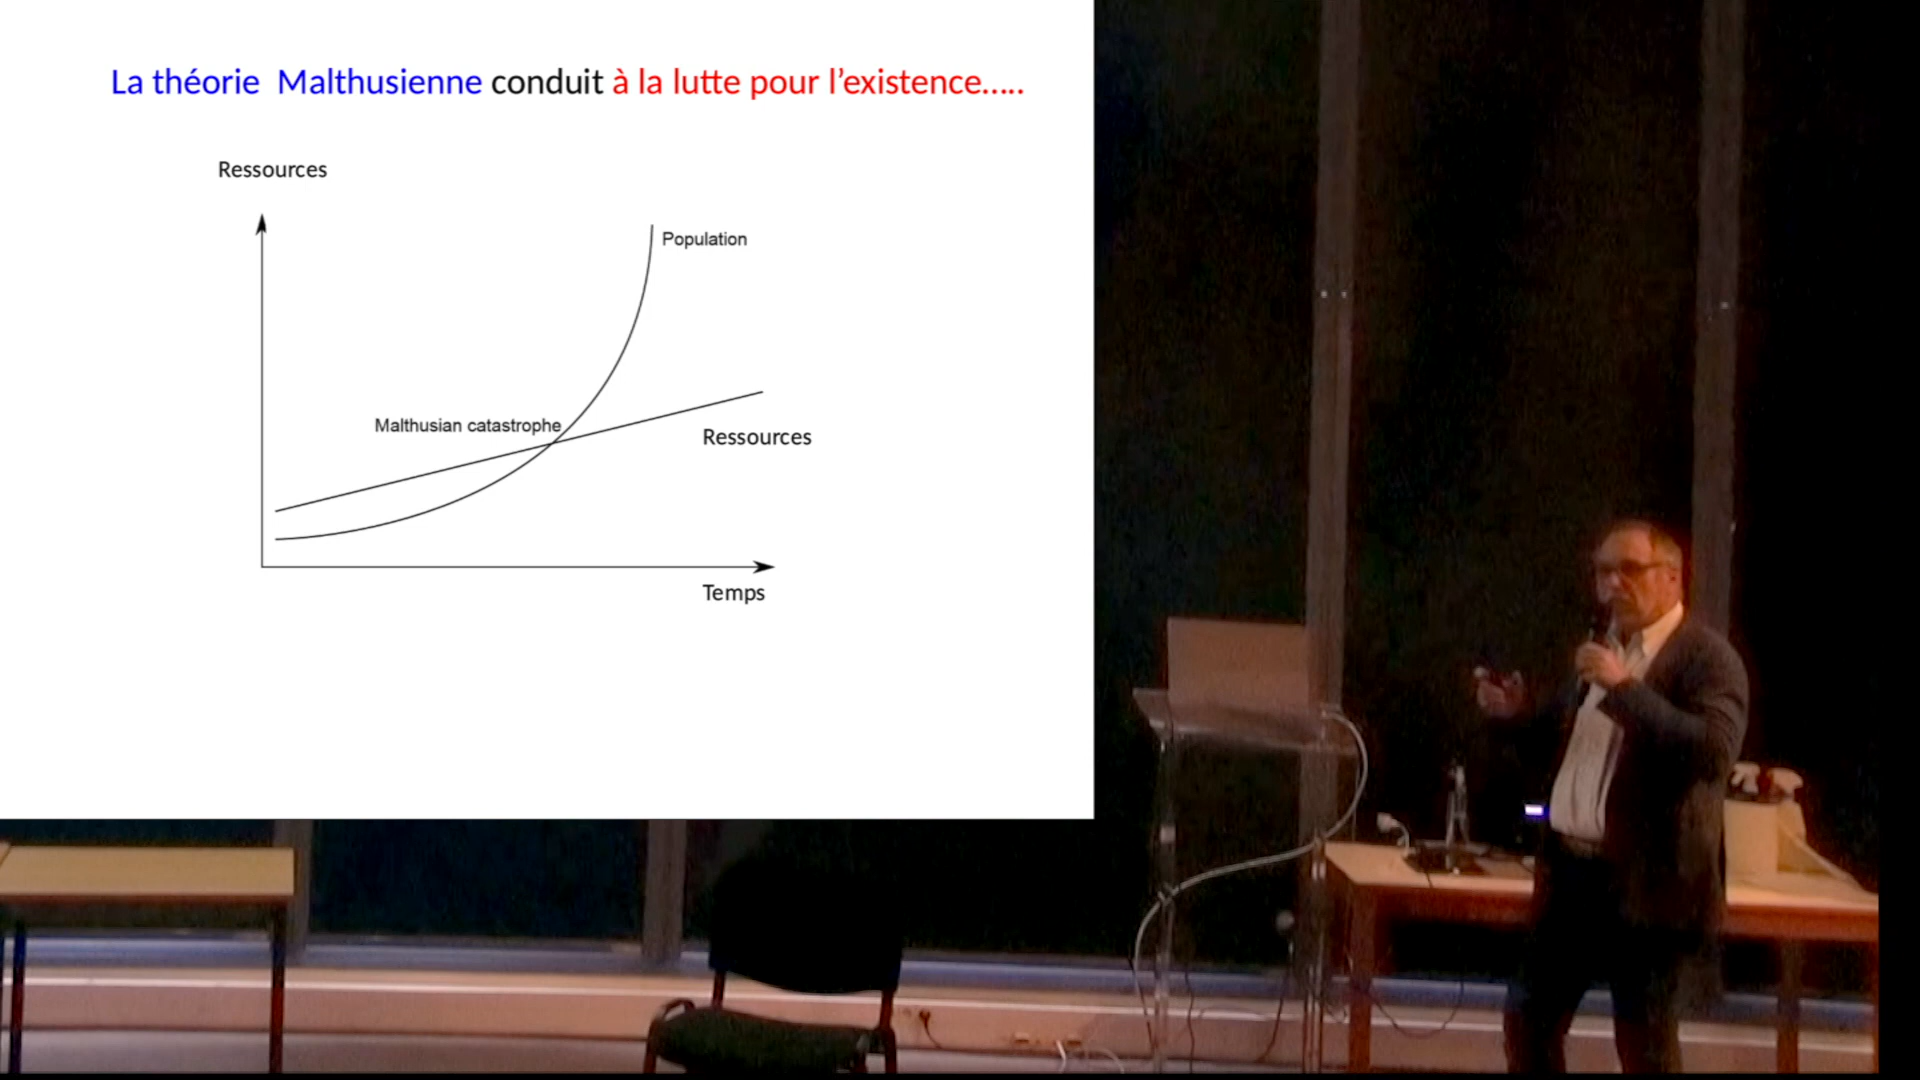 La théorie  Malthusienne conduit à la lutte pour l’existence…..
Ressources
Population
Malthusian catastrophe
Ressources
Temps